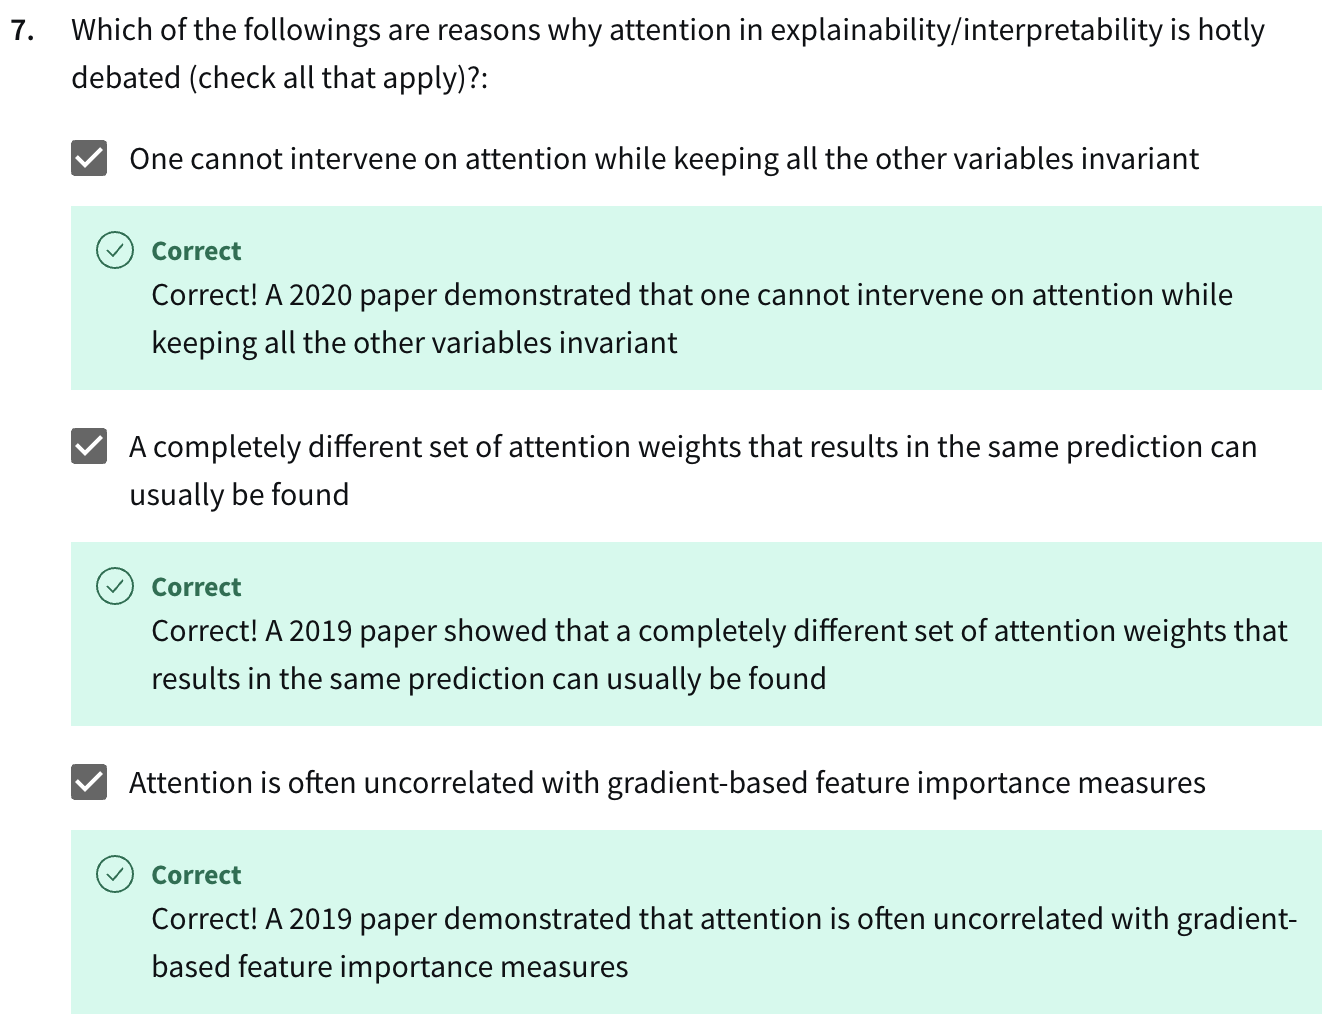 7. Which of the followings are reasons why attention in explainability/interpretability is hotly
debated (check all that apply)?:
One cannot intervene on attention while keeping all the other variables invariant
Correct
Correct! A 2020 paper demonstrated that one cannot intervene on attention while
keeping all the other variables invariant
A completely different set of attention weights that results in the same prediction can
usually be found
Correct
Correct! A 2019 paper showed that a completely different set of attention weights that
results in the same prediction can usually be found
Attention is often uncorrelated with gradient-based feature importance measures
Correct
Correct! A 2019 paper demonstrated that attention is often uncorrelated with gradient-
based feature importance measures